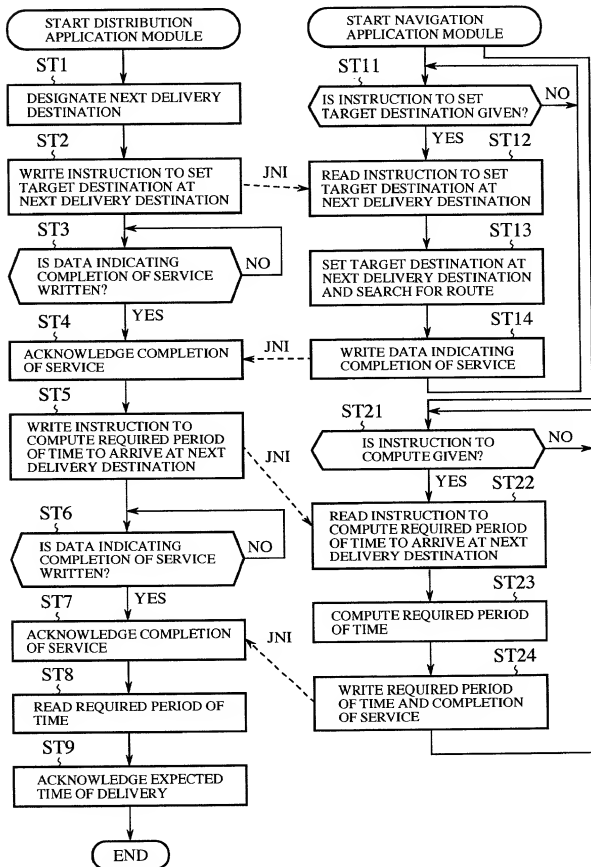 START DISTRIBUTION
APPLICATION MODULE
ST1
DESIGNATE NEXT DELIVERY
DESTINATION
ST2
WRITE INSTRUCTION TO SET
TARGET DESTINATION AT
NEXT DELIVERY DESTINATION
JNI
ST3
IS DATA INDICATING
COMPLETION OF SERVICE
WRITTEN?
NO
YES
ST4
ACKNOWLEDGE COMPLETION
OF SERVICE
JNI
ST5
WRITE INSTRUCTION TO
COMPUTE REQUIRED PERIOD
OF TIME TO ARRIVE AT NEXT
DELIVERY DESTINATION
JNI
ST6
IS DATA INDICATING
COMPLETION OF SERVICE
WRITTEN?
NO
YES
ST7
ACKNOWLEDGE COMPLETION
OF SERVICE
JNI
ST8
READ REQUIRED PERIOD OF
TIME
ST9
ACKNOWLEDGE EXPECTED
TIME OF DELIVERY
END
START NAVIGATION
APPLICATION MODULE
ST11
IS INSTRUCTION TO SET
TARGET DESTINATION GIVEN?
NO
YES
ST12
READ INSTRUCTION TO SET
TARGET DESTINATION AT
NEXT DELIVERY DESTINATION
ST13
SET TARGET DESTINATION AT
NEXT DELIVERY DESTINATION
AND SEARCH FOR ROUTE
ST14
WRITE DATA INDICATING
COMPLETION OF SERVICE
ST21
IS INSTRUCTION TO
COMPUTE GIVEN?
NO
YES
ST22
READ INSTRUCTION TO
COMPUTE REQUIRED PERIOD
OF TIME TO ARRIVE AT NEXT
DELIVERY DESTINATION
ST23
COMPUTE REQUIRED PERIOD
OF TIME
ST24
WRITE REQUIRED PERIOD
OF TIME AND COMPLETION
OF SERVICE